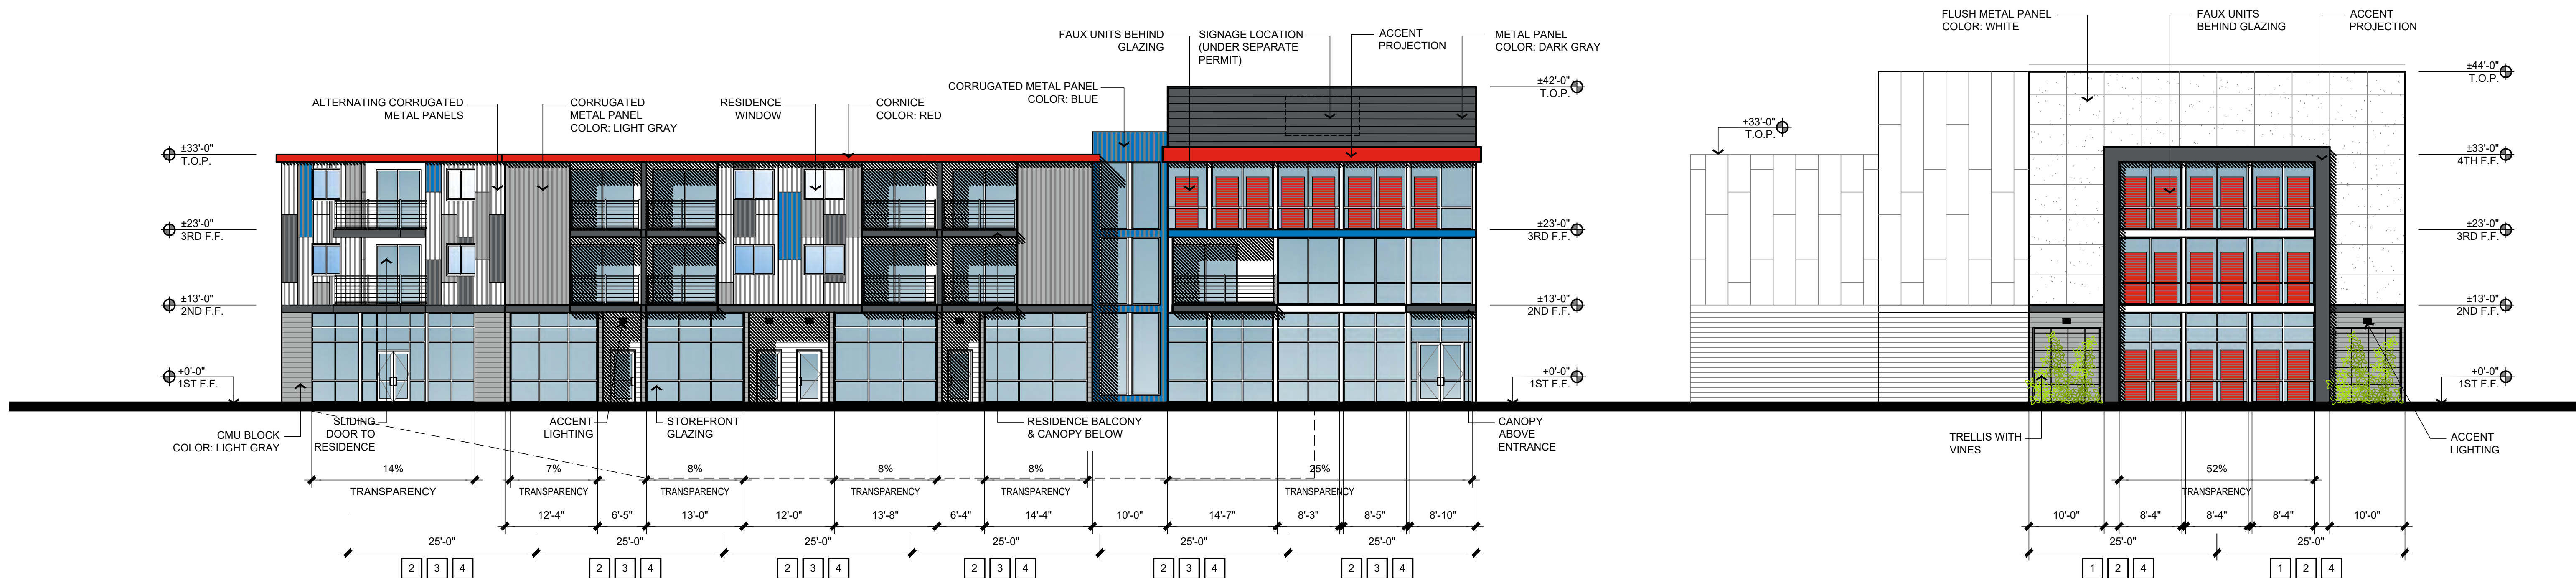 FAUX UNITS BEHIND
GLAZING
SIGNAGE LOCATION
(UNDER SEPARATE
PERMIT)
ACCENT
PROJECTION
METAL PANEL
COLOR: DARK GRAY
ALTERNATING CORRUGATED
METAL PANELS
CORRUGATED
METAL PANEL
COLOR: LIGHT GRAY
RESIDENCE
WINDOW
CORNICE
COLOR: RED
CORRUGATED METAL PANEL
COLOR: BLUE
±33'-0"
T.O.P.
±23'-0"
3RD F.F.
±13'-0"
2ND F.F.
+0'-0"
1ST F.F.
±42'-0"
T.O.P.
±23'-0"
3RD F.F.
±13'-0"
2ND F.F.
+0'-0"
1ST F.F.
CMU BLOCK
COLOR: LIGHT GRAY
SLIDING
DOOR TO
RESIDENCE
ACCENT
LIGHTING
STOREFRONT
GLAZING
RESIDENCE BALCONY
& CANOPY BELOW
CANOPY
ABOVE
ENTRANCE
14%
TRANSPARENCY
7%
TRANSPARENCY
8%
TRANSPARENCY
8%
TRANSPARENCY
8%
TRANSPARENCY
25%
TRANSPARENCY
12'-4" 6'-5" 13'-0" 12'-0" 13'-8" 6'-4" 14'-4" 10'-0" 14'-7" 8'-3" 8'-5" 8'-10"
25'-0" 25'-0" 25'-0" 25'-0" 25'-0" 25'-0"
2 3 4 2 3 4 2 3 4 2 3 4 2 3 4 2 3 4
FLUSH METAL PANEL
COLOR: WHITE
FAUX UNITS
BEHIND GLAZING
ACCENT
PROJECTION
+33'-0"
T.O.P.
±44'-0"
T.O.P.
±33'-0"
4TH F.F.
±23'-0"
3RD F.F.
±13'-0"
2ND F.F.
+0'-0"
1ST F.F.
TRELLIS WITH
VINES
ACCENT
LIGHTING
52%
TRANSPARENCY
10'-0" 8'-4" 8'-4" 8'-4" 10'-0"
25'-0" 25'-0"
1 2 4 1 2 4